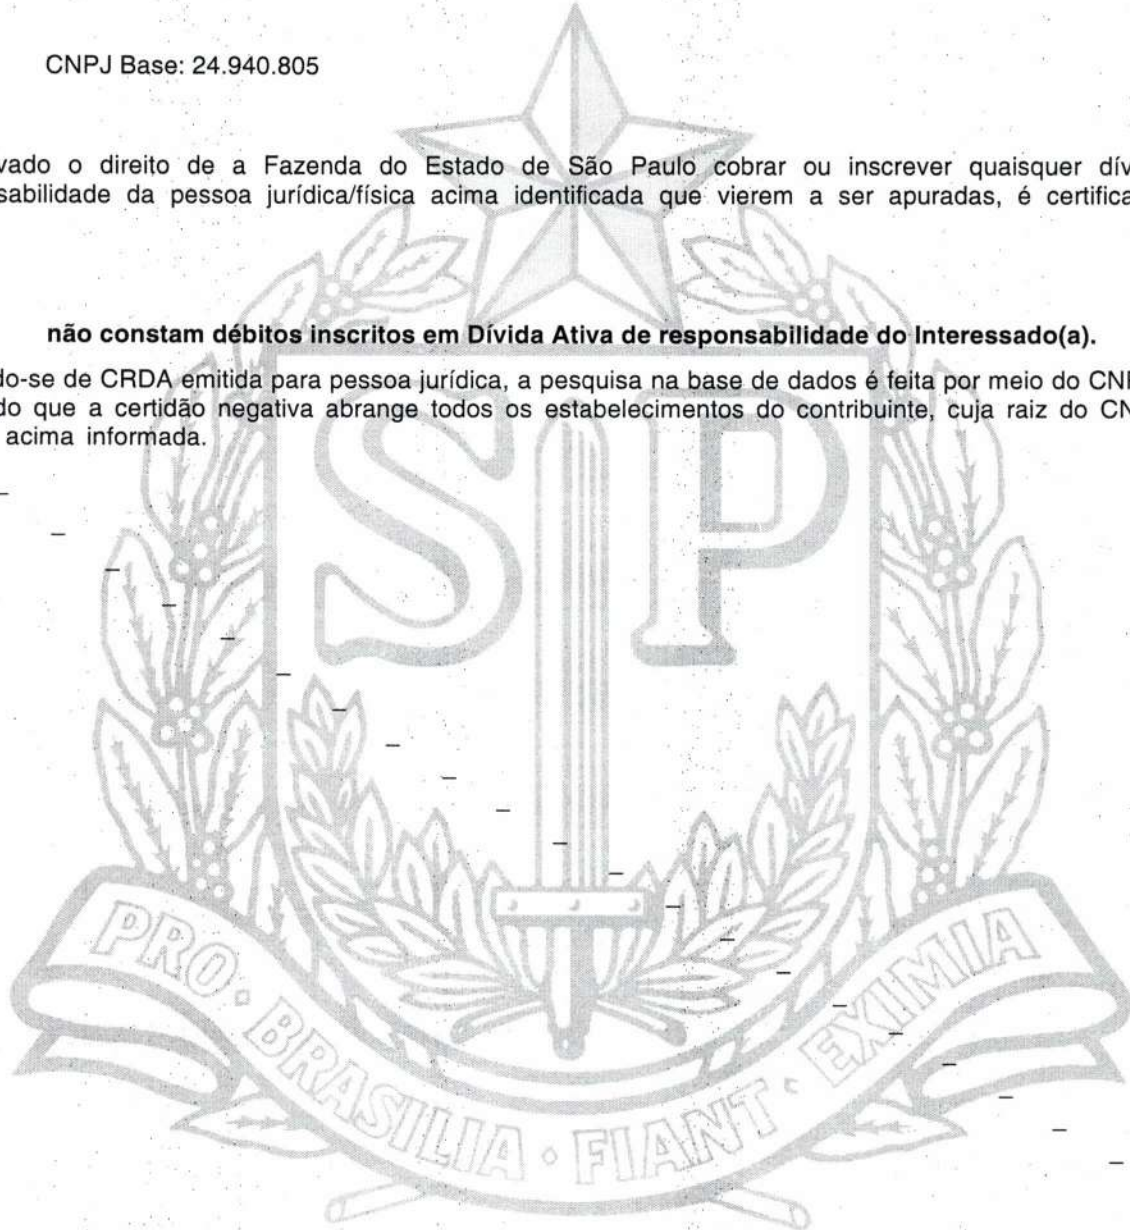 CNPJ Base: 24.940.805
vado o direito de a Fazenda do Estado de São Paulo cobrar ou inscrever quaisquer dív
sabilidade da pessoa jurídica/física acima identificada que vierem a ser apuradas, é certifica
não constam débitos inscritos em Dívida Ativa de responsabilidade do Interessado(a).
do-se de CRDA emitida para pessoa jurídica, a pesquisa na base de dados é feita por meio do CNP
do que a certidão negativa abrange todos os estabelecimentos do contribuinte, cuja raiz do CN
acima informada.
SP
PRO · BRASILIA · FIANT · EXIMIA